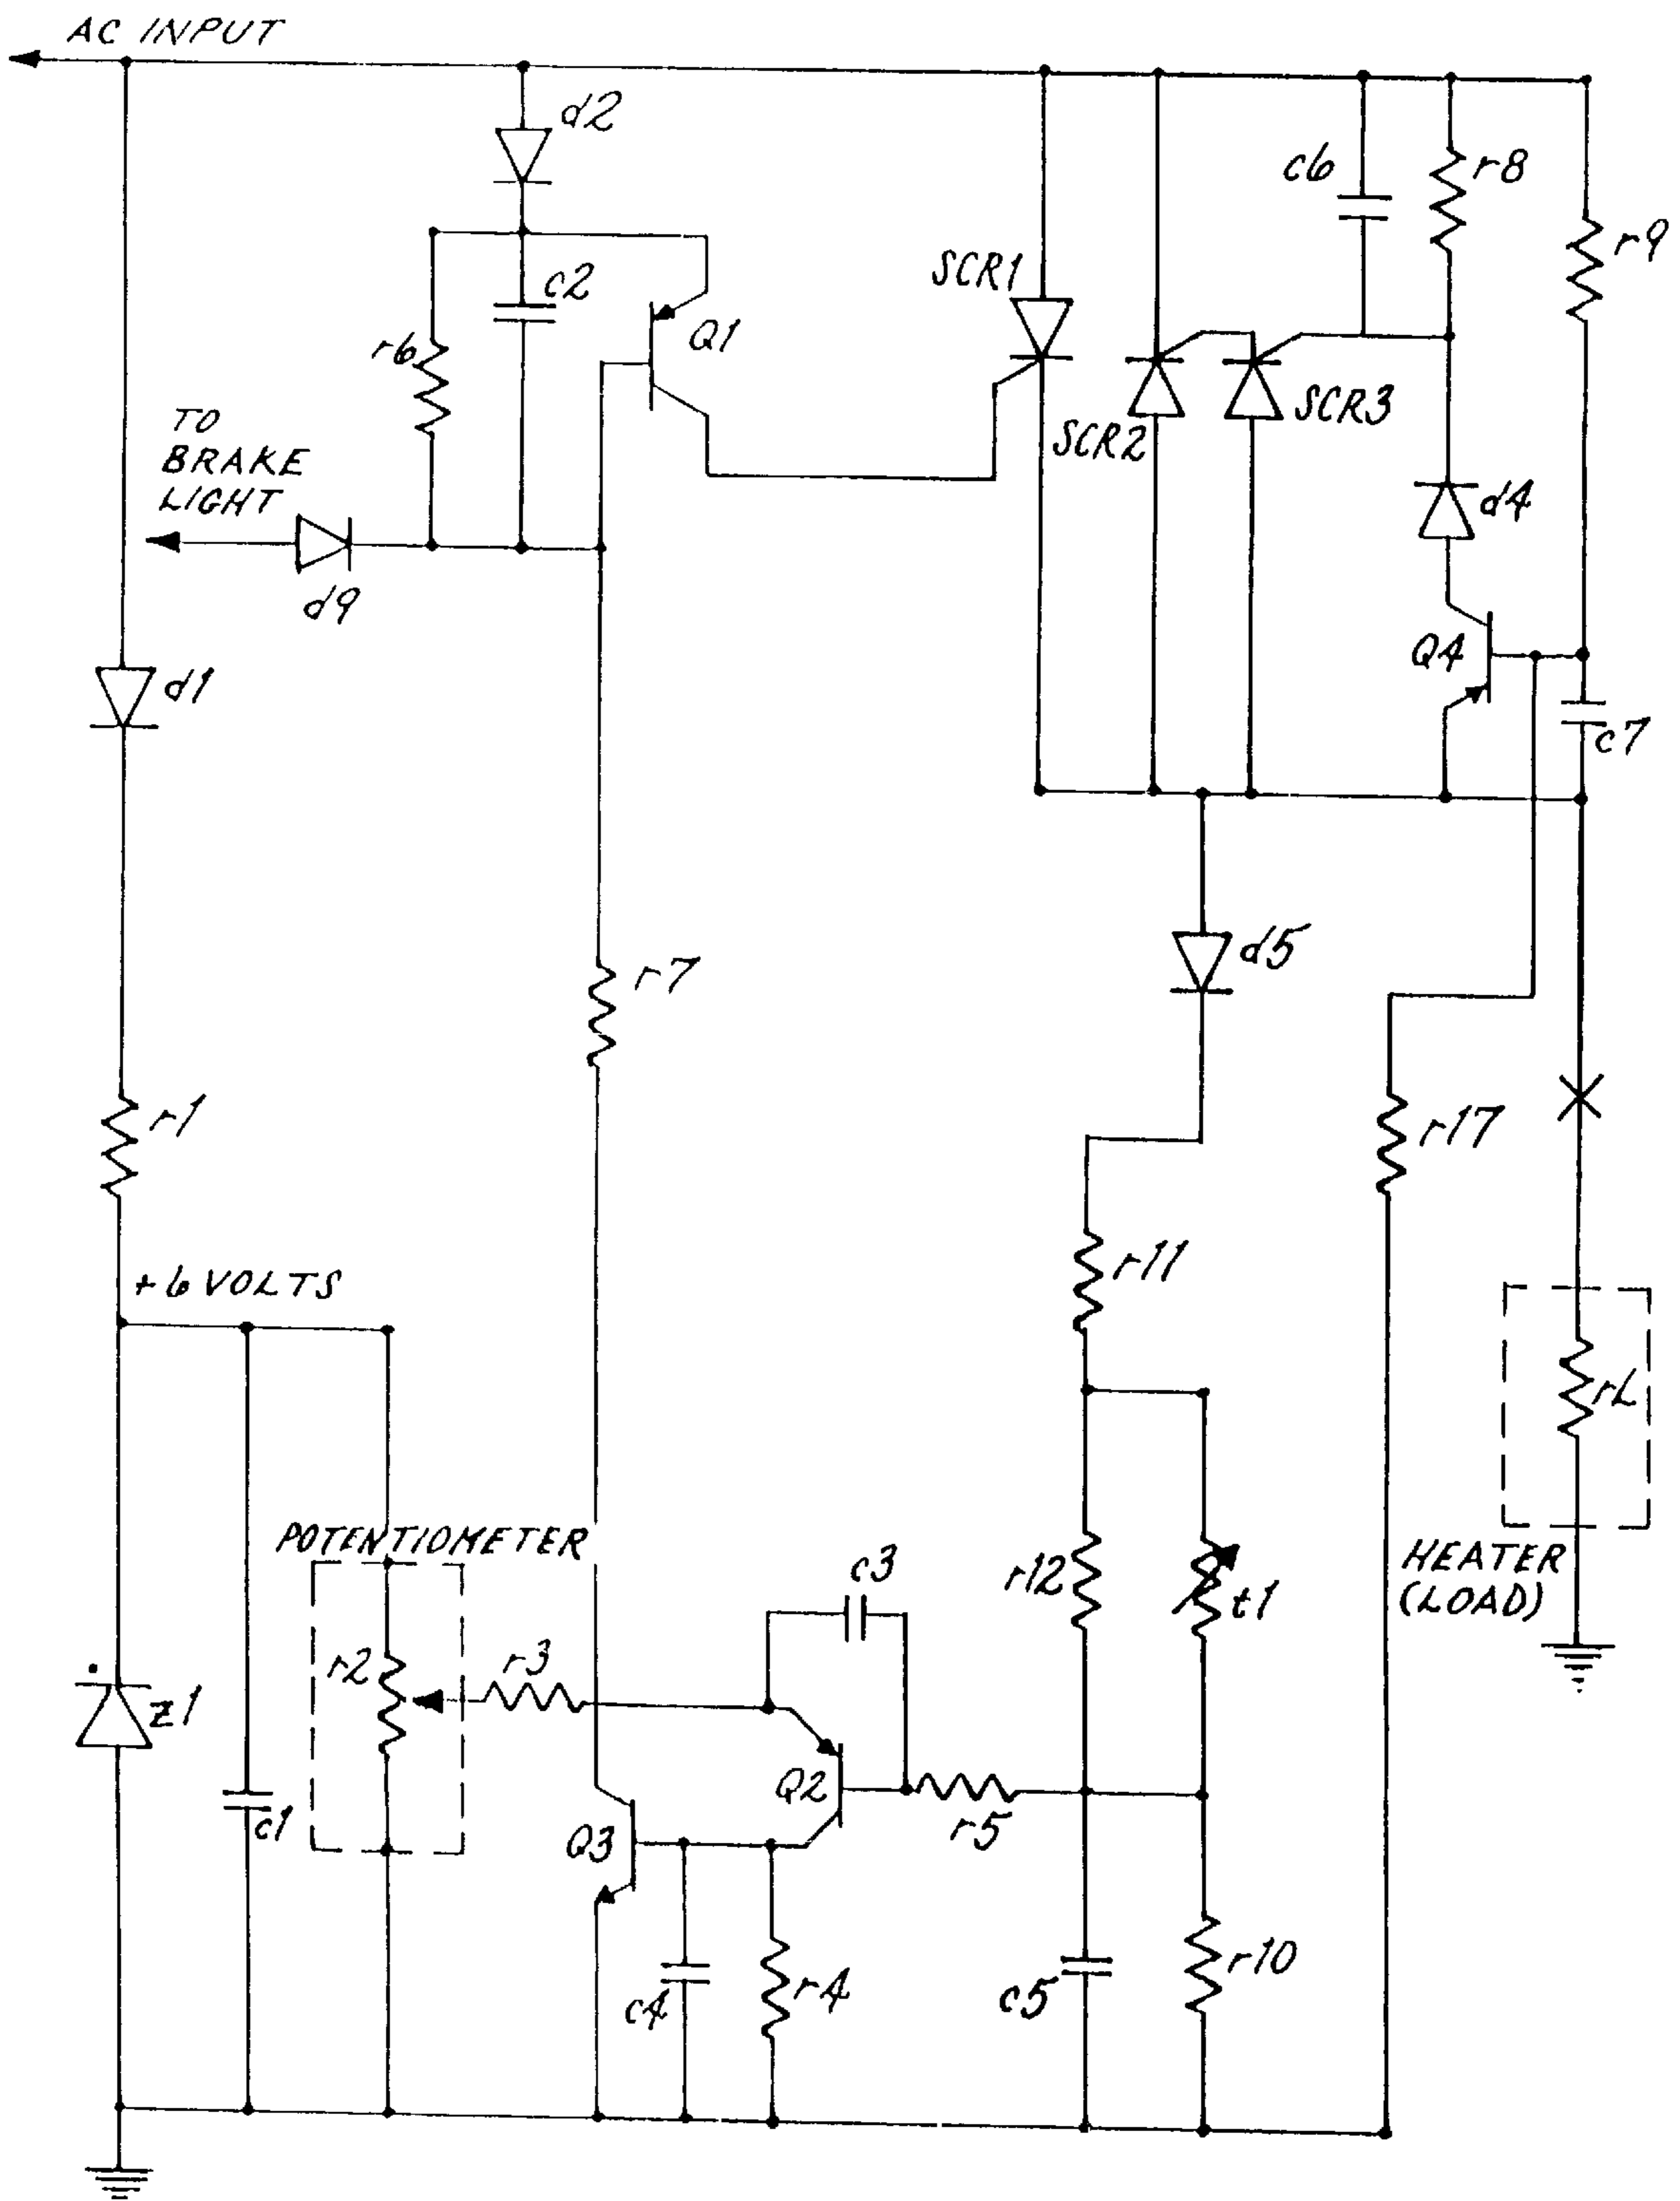 AC INPUT
d2
c6
r8
r9
SCR1
c2
Q1
r6
SCR3
SCR2
TO
BRAKE
LIGHT
d4
d9
Q4
d1
c7
d5
r7
r1
r17
r11
+6 VOLTS
rL
POTENTIOMETER
HEATER
(LOAD)
c3
r12
t1
r2
r3
z1
Q2
r5
c1
Q3
r10
c4
r4
c5